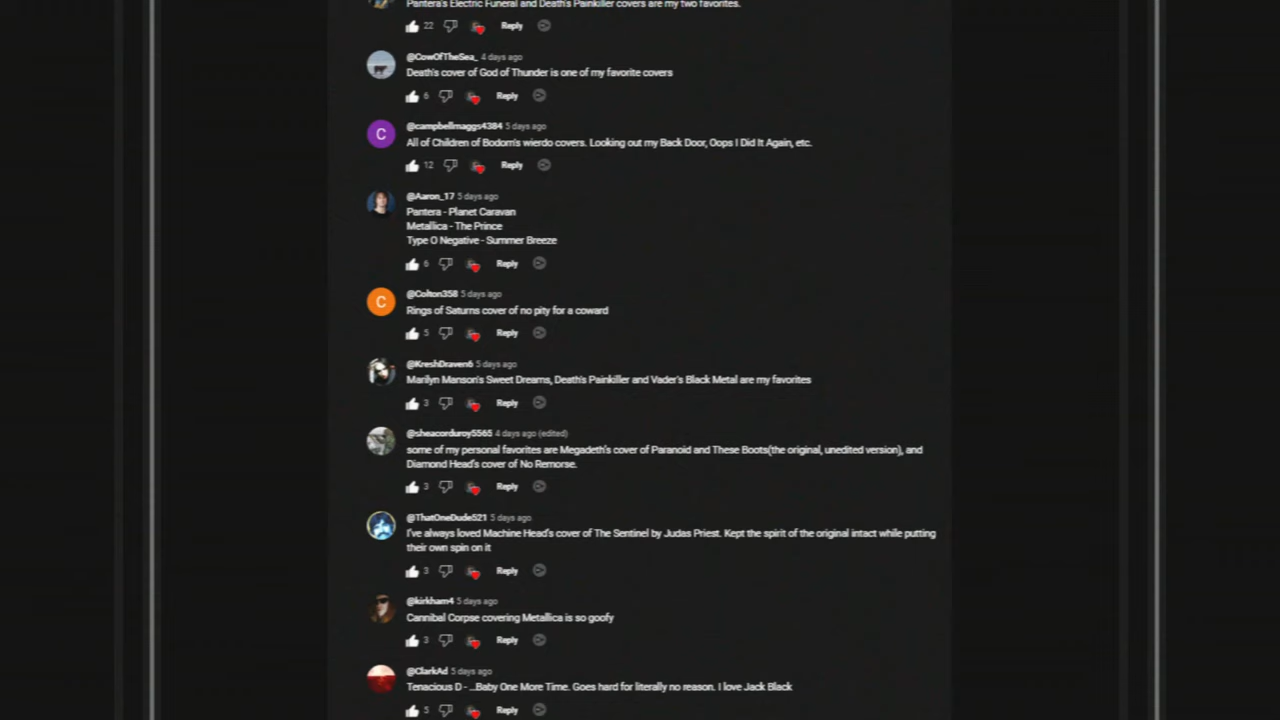 Pantera's Electric Funeral and Death's Painkiller covers are my two favorites.
22 Reply
@CowOfTheSea_ 4 days ago
Death's cover of God of Thunder is one of my favorite covers
6 Reply
C
@campbellmaggs4384 5 days ago
All of Children of Bodom's wierdo covers. Looking out my Back Door, Oops I Did It Again, etc.
12 Reply
@Aaron_17 5 days ago
Pantera - Planet Caravan
Metallica - The Prince
Type O Negative - Summer Breeze
6 Reply
C
@Colton358 5 days ago
Rings of Saturns cover of no pity for a coward
5 Reply
@KreshDraven6 5 days ago
Marilyn Manson's Sweet Dreams, Death's Painkiller and Vader's Black Metal are my favorites
3 Reply
@sheacorduroy5565 4 days ago (edited)
some of my personal favorites are Megadeth's cover of Paranoid and These Boots(the original, unedited version), and
Diamond Head's cover of No Remorse.
3 Reply
@ThatOneDude521 5 days ago
I've always loved Machine Head's cover of The Sentinel by Judas Priest. Kept the spirit of the original intact while putting
their own spin on it
3 Reply
@kirkham4 5 days ago
Cannibal Corpse covering Metallica is so goofy
3 Reply
@ClarkAd 5 days ago
Tenacious D - ...Baby One More Time. Goes hard for literally no reason. I love Jack Black
5 Reply